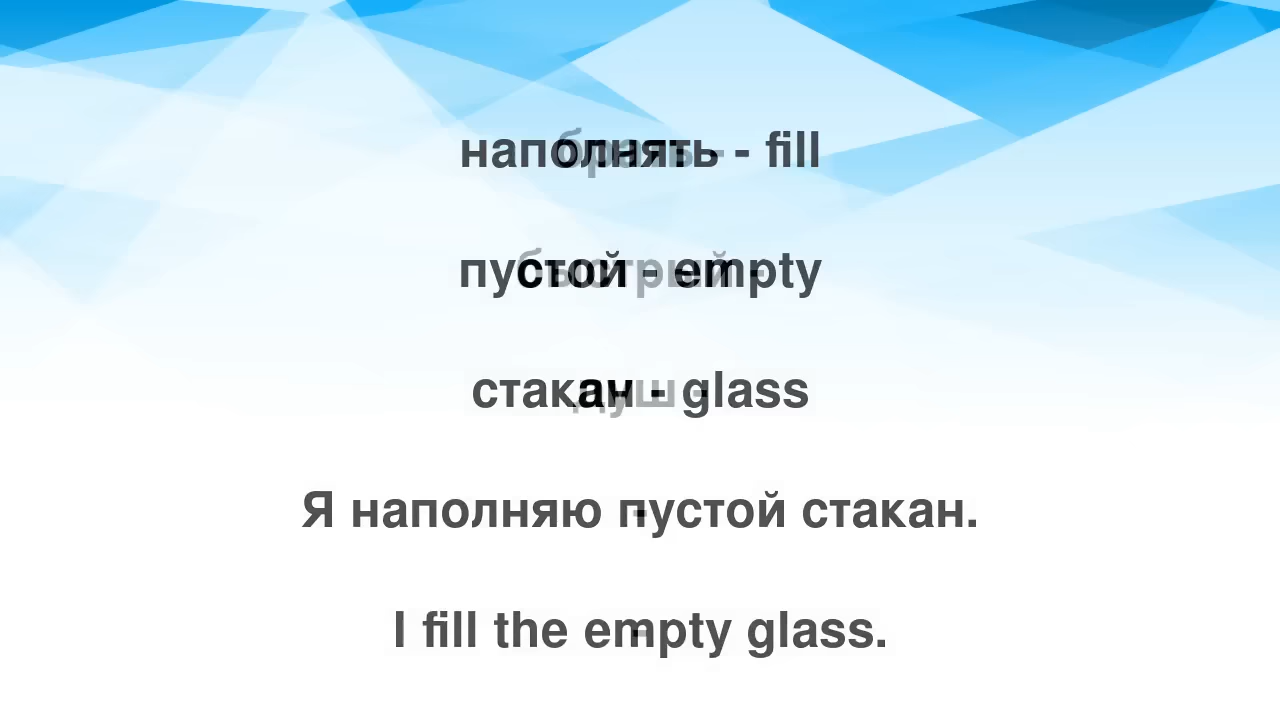 наполнять - fill
пустой - empty
стакан - glass
Я наполняю пустой стакан.
I fill the empty glass.